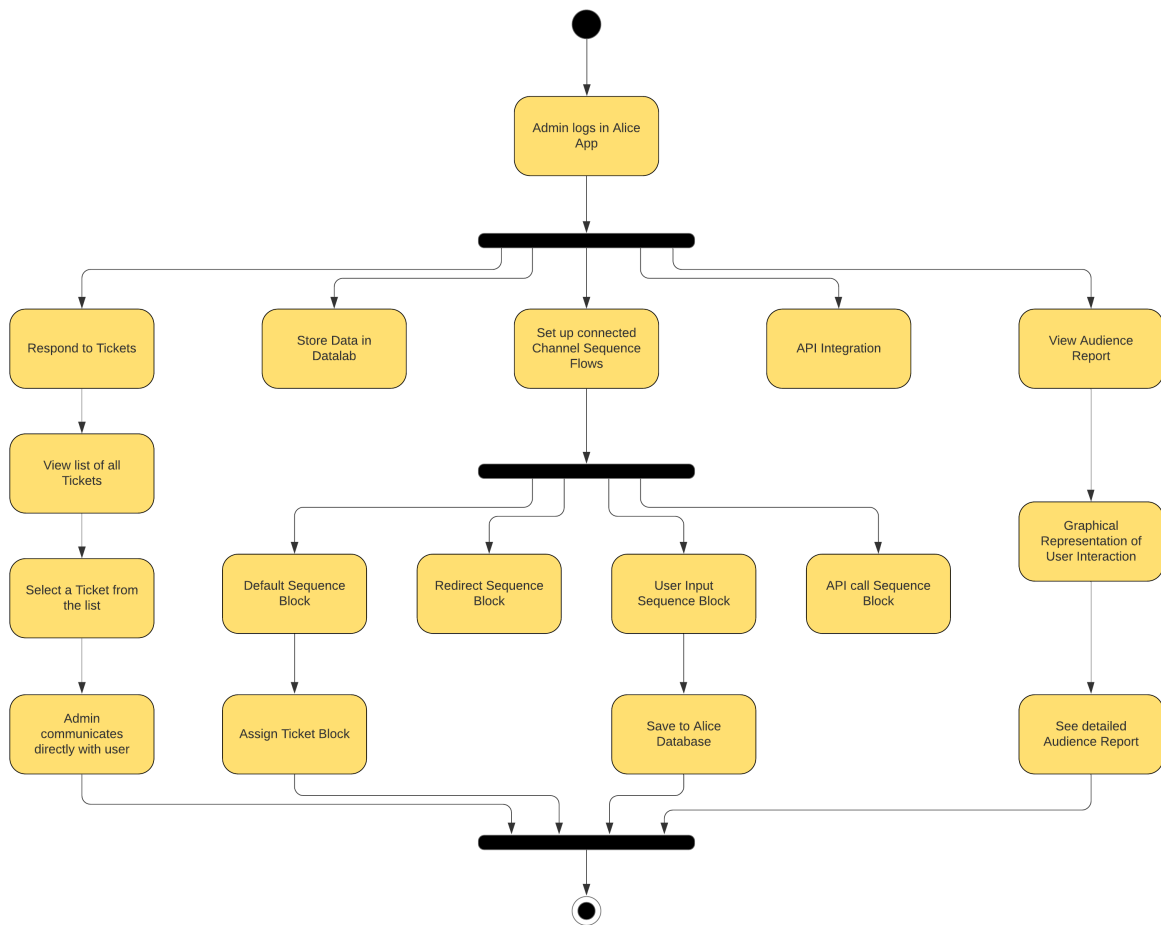 Admin logs in Alice
App
Respond to Tickets
Store Data in
Datalab
Set up connected
Channel Sequence
Flows
API Integration
View Audience
Report
View list of all
Tickets
Graphical
Representation of
User Interaction
Select a Ticket from
the list
Default Sequence
Block
Redirect Sequence
Block
User Input
Sequence Block
API call Sequence
Block
Admin
communicates
directly with user
Assign Ticket Block
Save to Alice
Database
See detailed
Audience Report